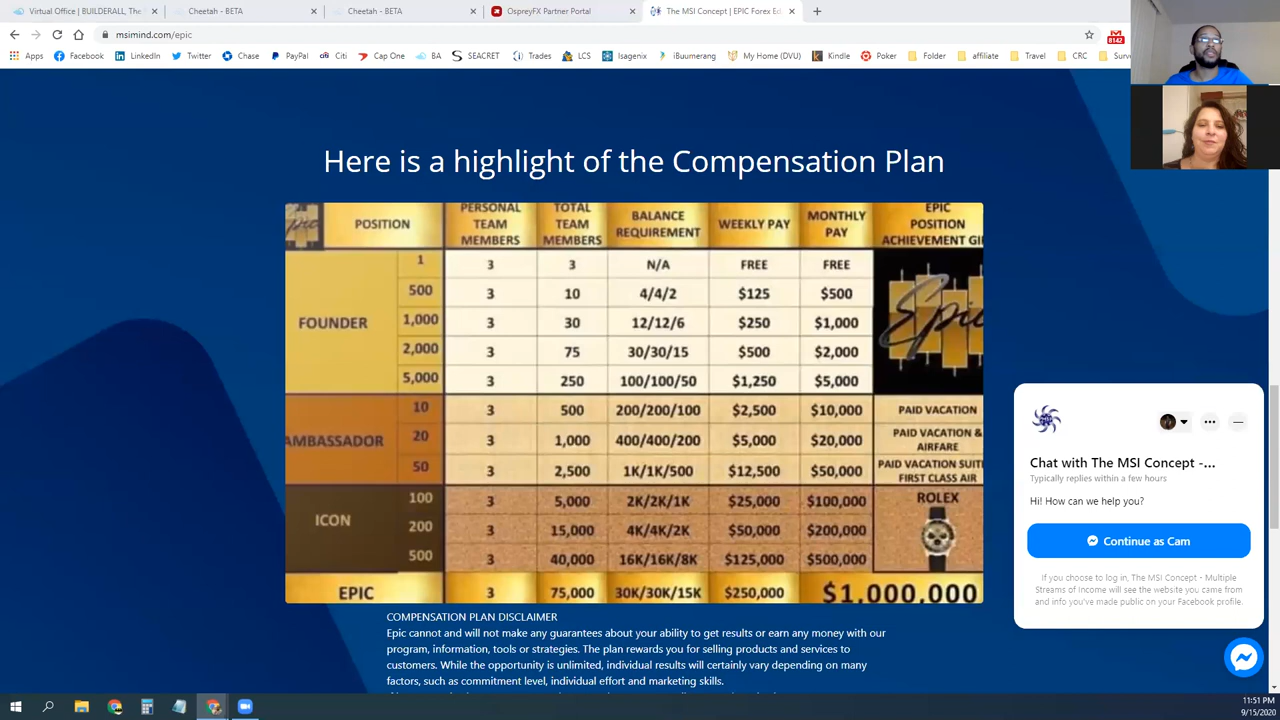 Virtual Office | BUILDERALL, The
Cheetah - BETA
Cheetah - BETA
OspreyFX Partner Portal
The MSI Concept | EPIC Forex Ed
msimind.com/epic
8142
Apps Facebook LinkedIn Twitter Chase PayPal Citi Cap One BA SEACRET Trades LCS Isagenix iBuumerang My Home (DVU) Kindle Poker Folder affiliate Travel CRC Surv
Here is a highlight of the Compensation Plan
Epic POSITION
PERSONAL TEAM MEMBERS
TOTAL TEAM MEMBERS
BALANCE REQUIREMENT
WEEKLY PAY
MONTHLY PAY
EPIC POSITION ACHIEVEMENT GI
FOUNDER
1 3 3 N/A FREE FREE
500 3 10 4/4/2 $125 $500
1,000 3 30 12/12/6 $250 $1,000
2,000 3 75 30/30/15 $500 $2,000
5,000 3 250 100/100/50 $1,250 $5,000
Epic
AMBASSADOR
10 3 500 200/200/100 $2,500 $10,000 PAID VACATION
20 3 1,000 400/400/200 $5,000 $20,000 PAID VACATION & AIRFARE
50 3 2,500 1K/1K/500 $12,500 $50,000 PAID VACATION SUIT FIRST CLASS AIR
ICON
100 3 5,000 2K/2K/1K $25,000 $100,000 ROLEX
200 3 15,000 4K/4K/2K $50,000 $200,000
500 3 40,000 16K/16K/8K $125,000 $500,000
EPIC 3 75,000 30K/30K/15K $250,000 $1,000,000
COMPENSATION PLAN DISCLAIMER
Epic cannot and will not make any guarantees about your ability to get results or earn any money with our
program, information, tools or strategies. The plan rewards you for selling products and services to
customers. While the opportunity is unlimited, individual results will certainly vary depending on many
factors, such as commitment level, individual effort and marketing skills.
Chat with The MSI Concept -...
Typically replies within a few hours
Hi! How can we help you?
Continue as Cam
If you choose to log in, The MSI Concept - Multiple
Streams of Income will see the website you came from
and info you've made public on your Facebook profile.
11:51 PM
9/15/2020